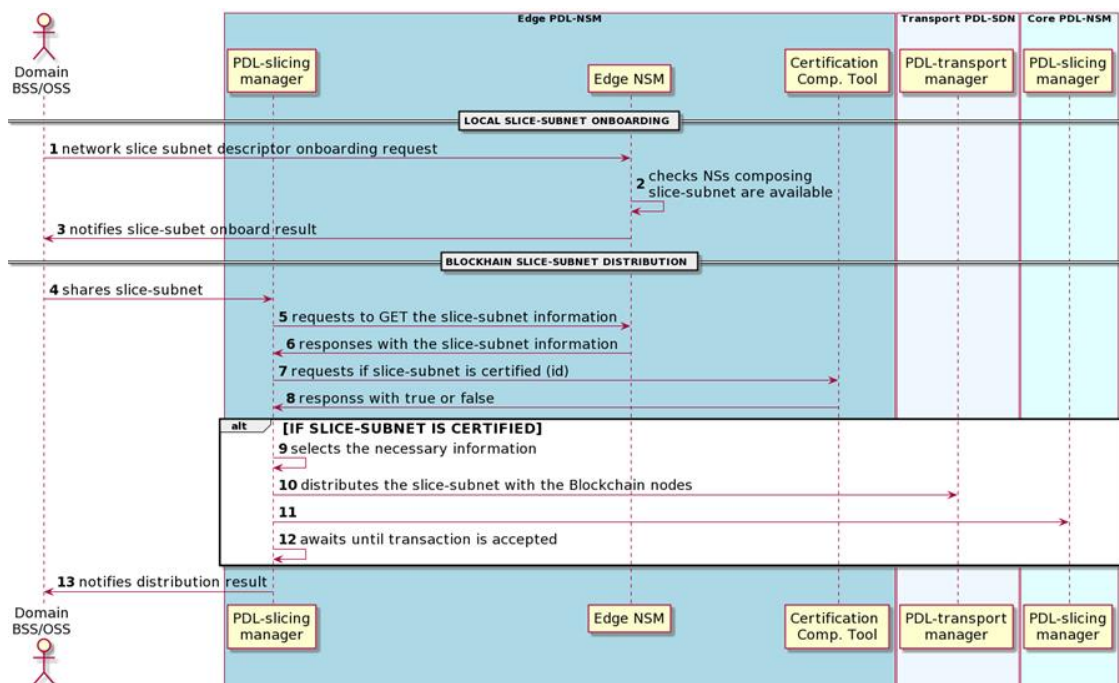 Edge PDL-NSM
Transport PDL-SDN
Core PDL-NSM
Domain
BSS/OSS
PDL-slicing
manager
Edge NSM
Certification
Comp. Tool
PDL-transport
manager
PDL-slicing
manager
LOCAL SLICE-SUBNET ONBOARDING
1 network slice subnet descriptor onboarding request
2 checks NSs composing
slice-subnet are available
3 notifies slice-subet onboard result
BLOCKHAIN SLICE-SUBNET DISTRIBUTION
4 shares slice-subnet
5 requests to GET the slice-subnet information
6 responses with the slice-subnet information
7 requests if slice-subnet is certified (id)
8 responss with true or false
alt [IF SLICE-SUBNET IS CERTIFIED]
9 selects the necessary information
10 distributes the slice-subnet with the Blockchain nodes
11
12 awaits until transaction is accepted
13 notifies distribution result
Domain
BSS/OSS
PDL-slicing
manager
Edge NSM
Certification
Comp. Tool
PDL-transport
manager
PDL-slicing
manager